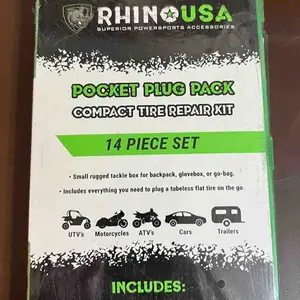 RHINOUSA
SUPERIOR POWERSPORTS ACCESSORIES
POCKET PLUG PACK
COMPACT TIRE REPAIR KIT
14 PIECE SET
• Small rugged tackle box for backpack, glovebox, or go-bag.
• Includes everything you need to plug a tubeless flat tire on the go.
UTV's Motorcycles ATV's Cars Trailers
INCLUDES: